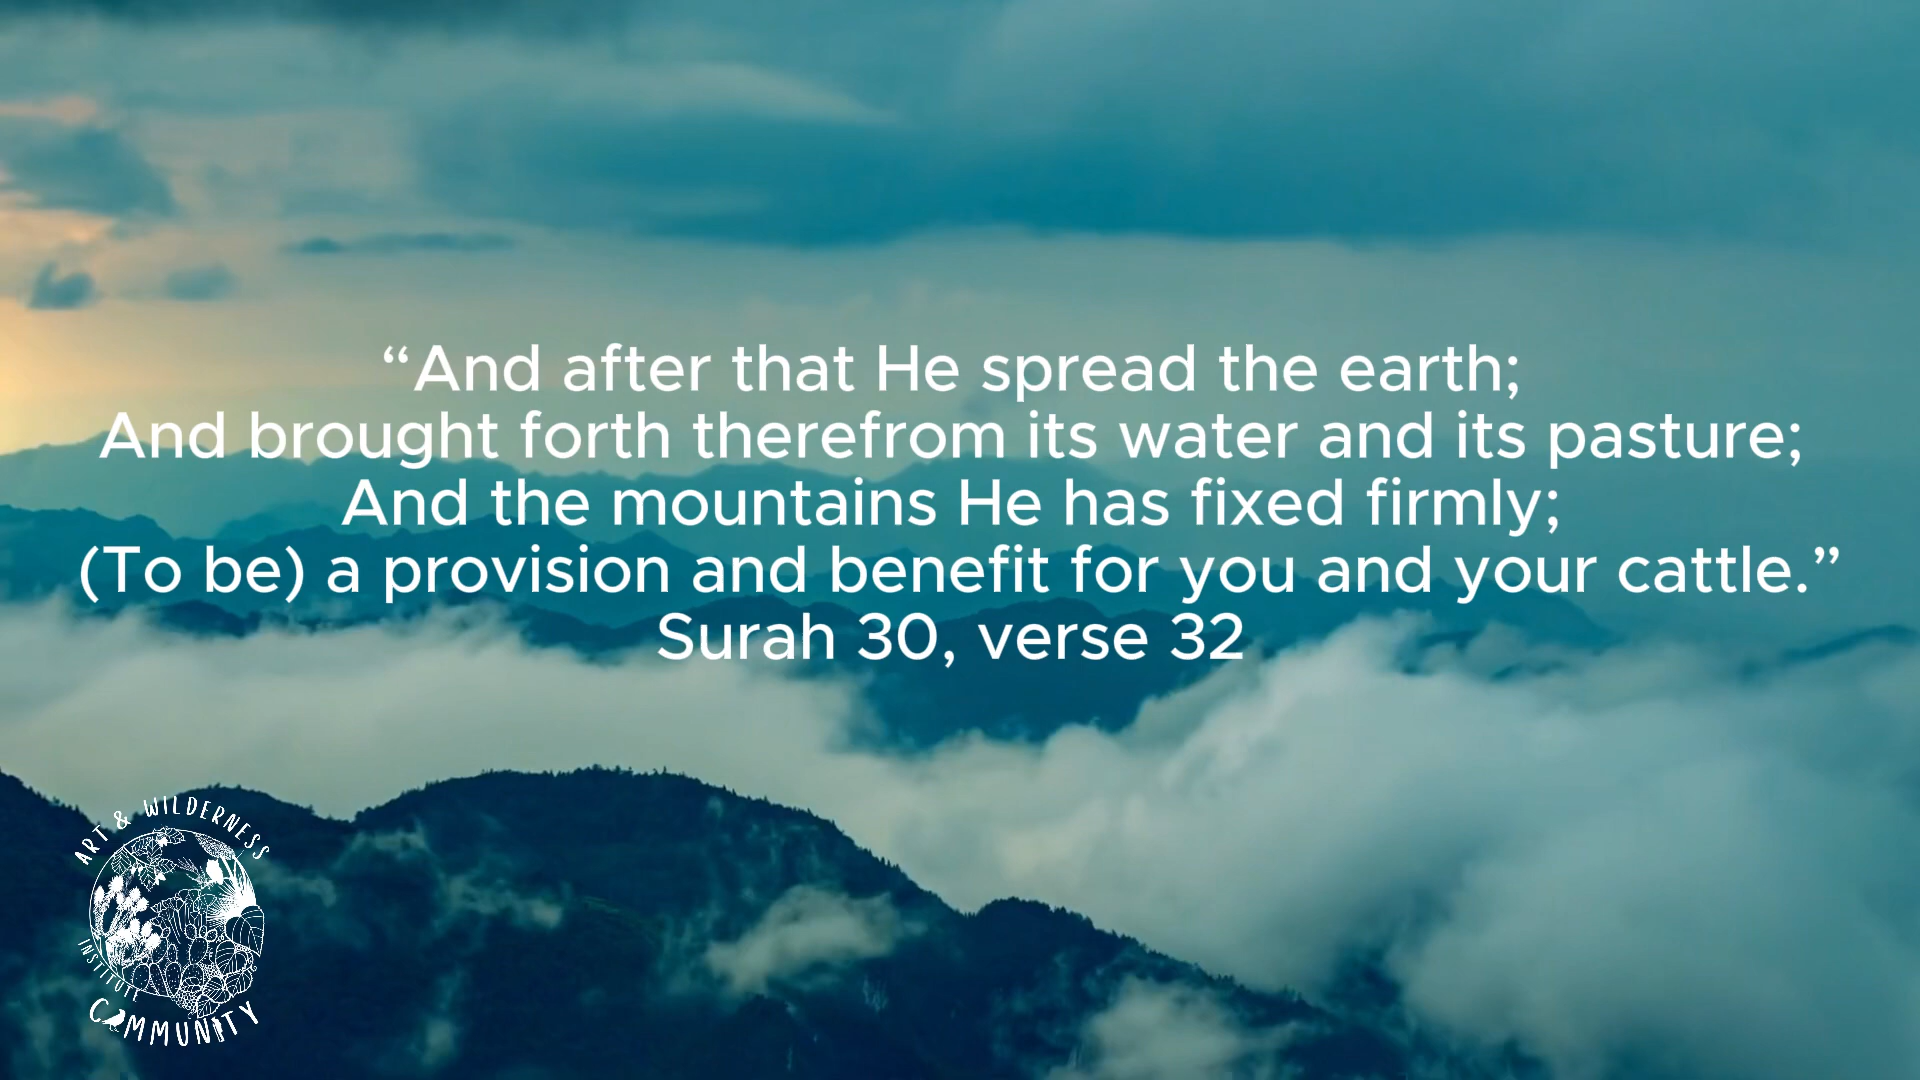 “And after that He spread the earth;
And brought forth therefrom its water and its pasture;
And the mountains He has fixed firmly;
(To be) a provision and benefit for you and your cattle.”
Surah 30, verse 32
ART & WILDERNESS
INSTITUTE
COMMUNITY